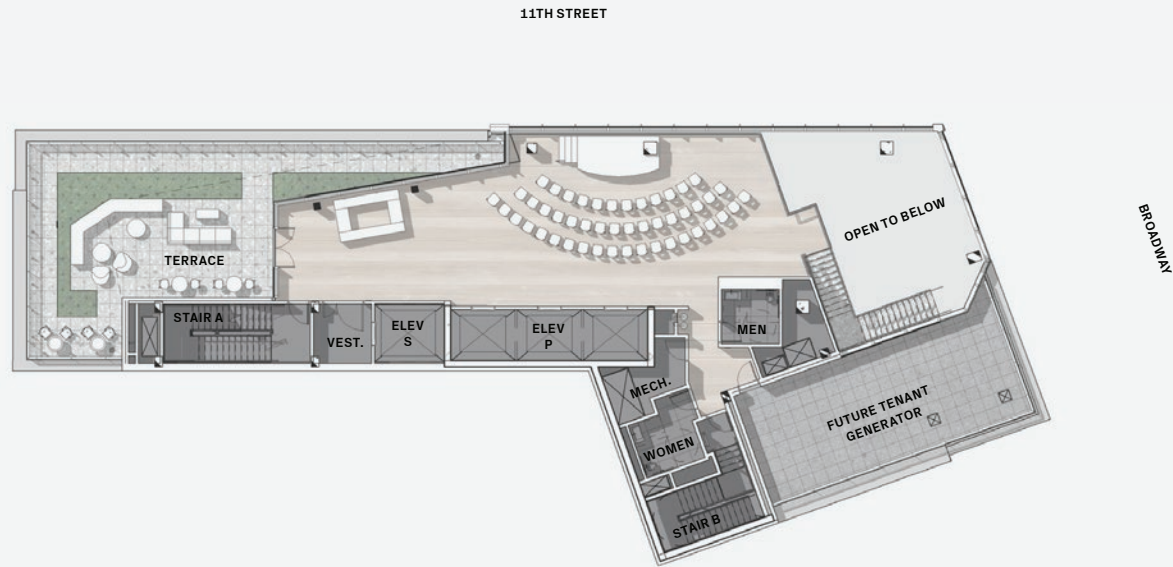 11TH STREET
BROADWAY
OPEN TO BELOW
TERRACE
STAIR A
VEST.
ELEV
S
ELEV
P
MEN
MECH.
WOMEN
FUTURE TENANT
GENERATOR
STAIR B